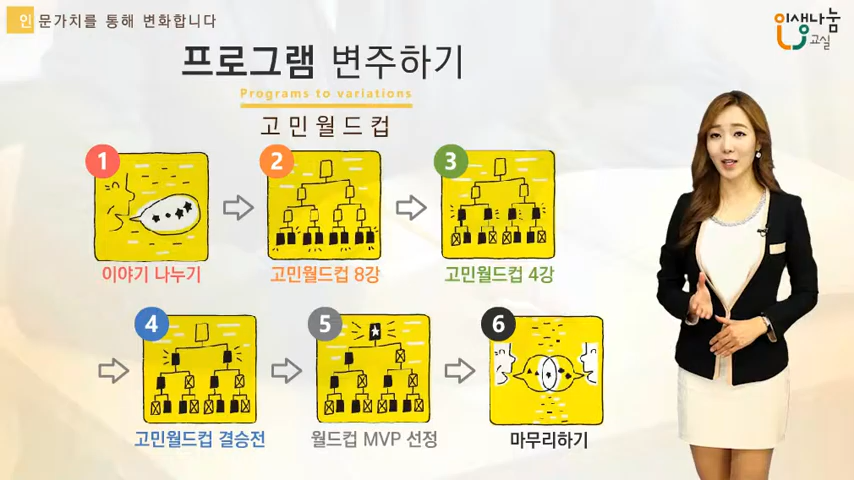 인문가치를 통해 변화합니다
인생나눔
교실
프로그램 변주하기
Programs to variations
고민월드컵
1
이야기 나누기
2
고민월드컵 8강
3
고민월드컵 4강
4
고민월드컵 결승전
5
월드컵 MVP 선정
6
마무리하기